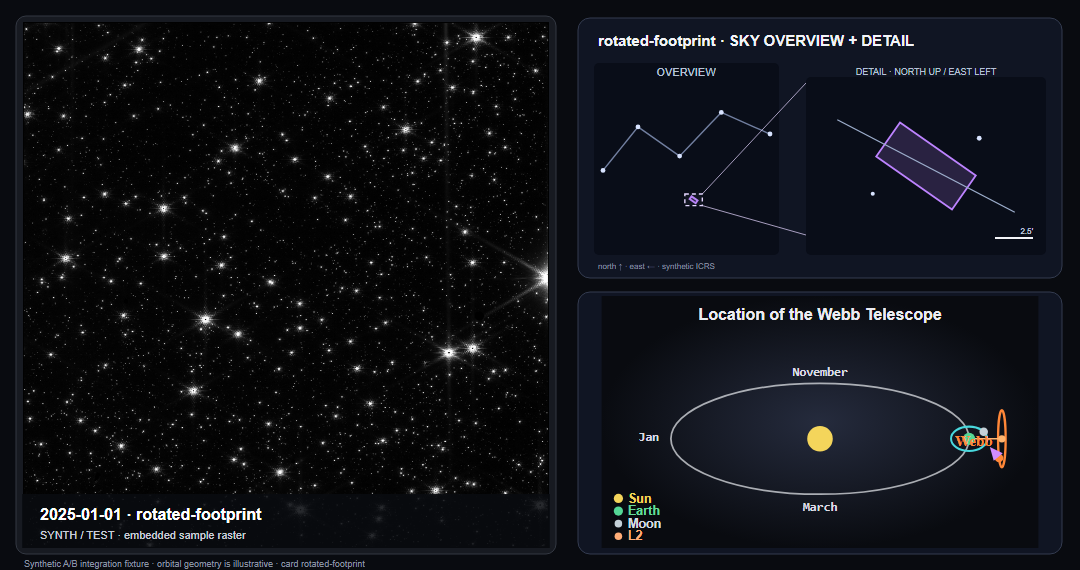 2025-01-01 · rotated-footprint
SYNTH / TEST · embedded sample raster
Synthetic A/B integration fixture · orbital geometry is illustrative · card rotated-footprint
rotated-footprint · SKY OVERVIEW + DETAIL
OVERVIEW
DETAIL · NORTH UP / EAST LEFT
2.5'
north ↑ · east ← · synthetic ICRS
Location of the Webb Telescope
November
Jan
Webb
March
Sun
Earth
Moon
L2